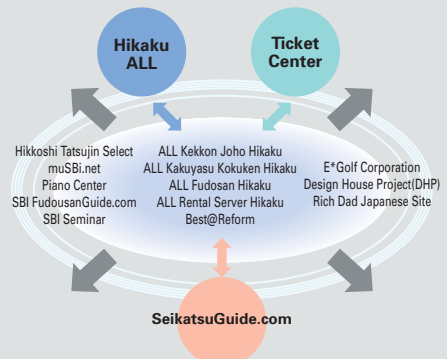 Hikaku
ALL
Ticket
Center
Hikkoshi Tatsujin Select
muSBi.net
Piano Center
SBI FudousanGuide.com
SBI Seminar
ALL Kekkon Joho Hikaku
ALL Kakuyasu Kokuken Hikaku
ALL Fudosan Hikaku
ALL Rental Server Hikaku
Best@Reform
E*Golf Corporation
Design House Project(DHP)
Rich Dad Japanese Site
SeikatsuGuide.com